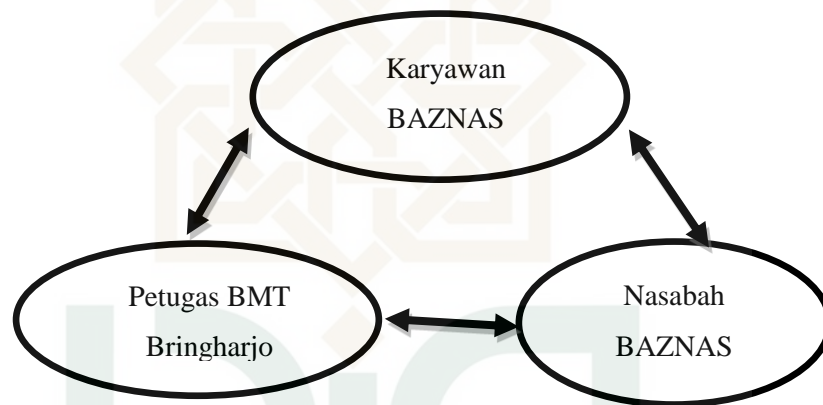 Karyawan
BAZNAS
Petugas BMT
Bringharjo
Nasabah
BAZNAS